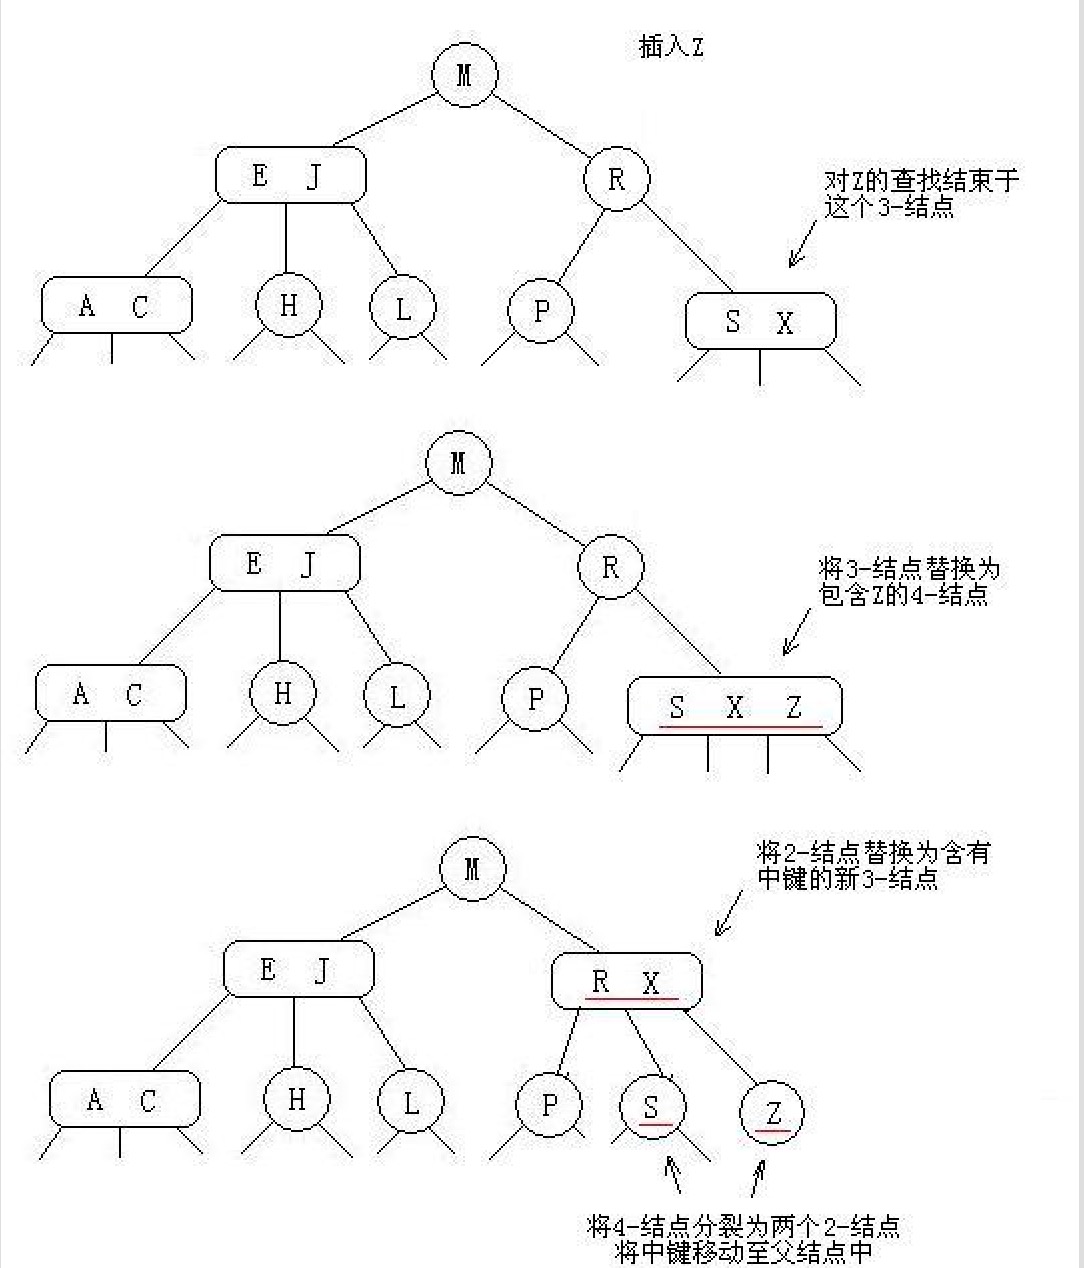 插入Z
M
E J
R
对Z的查找结束于
这个3-结点
A C
H
L
P
S X
M
E J
R
将3-结点替换为
包含Z的4-结点
A C
H
L
P
S X Z
将2-结点替换为含有
中键的新3-结点
M
E J
R X
A C
H
L
P
S
Z
将4-结点分裂为两个2-结点
将中键移动至父结点中